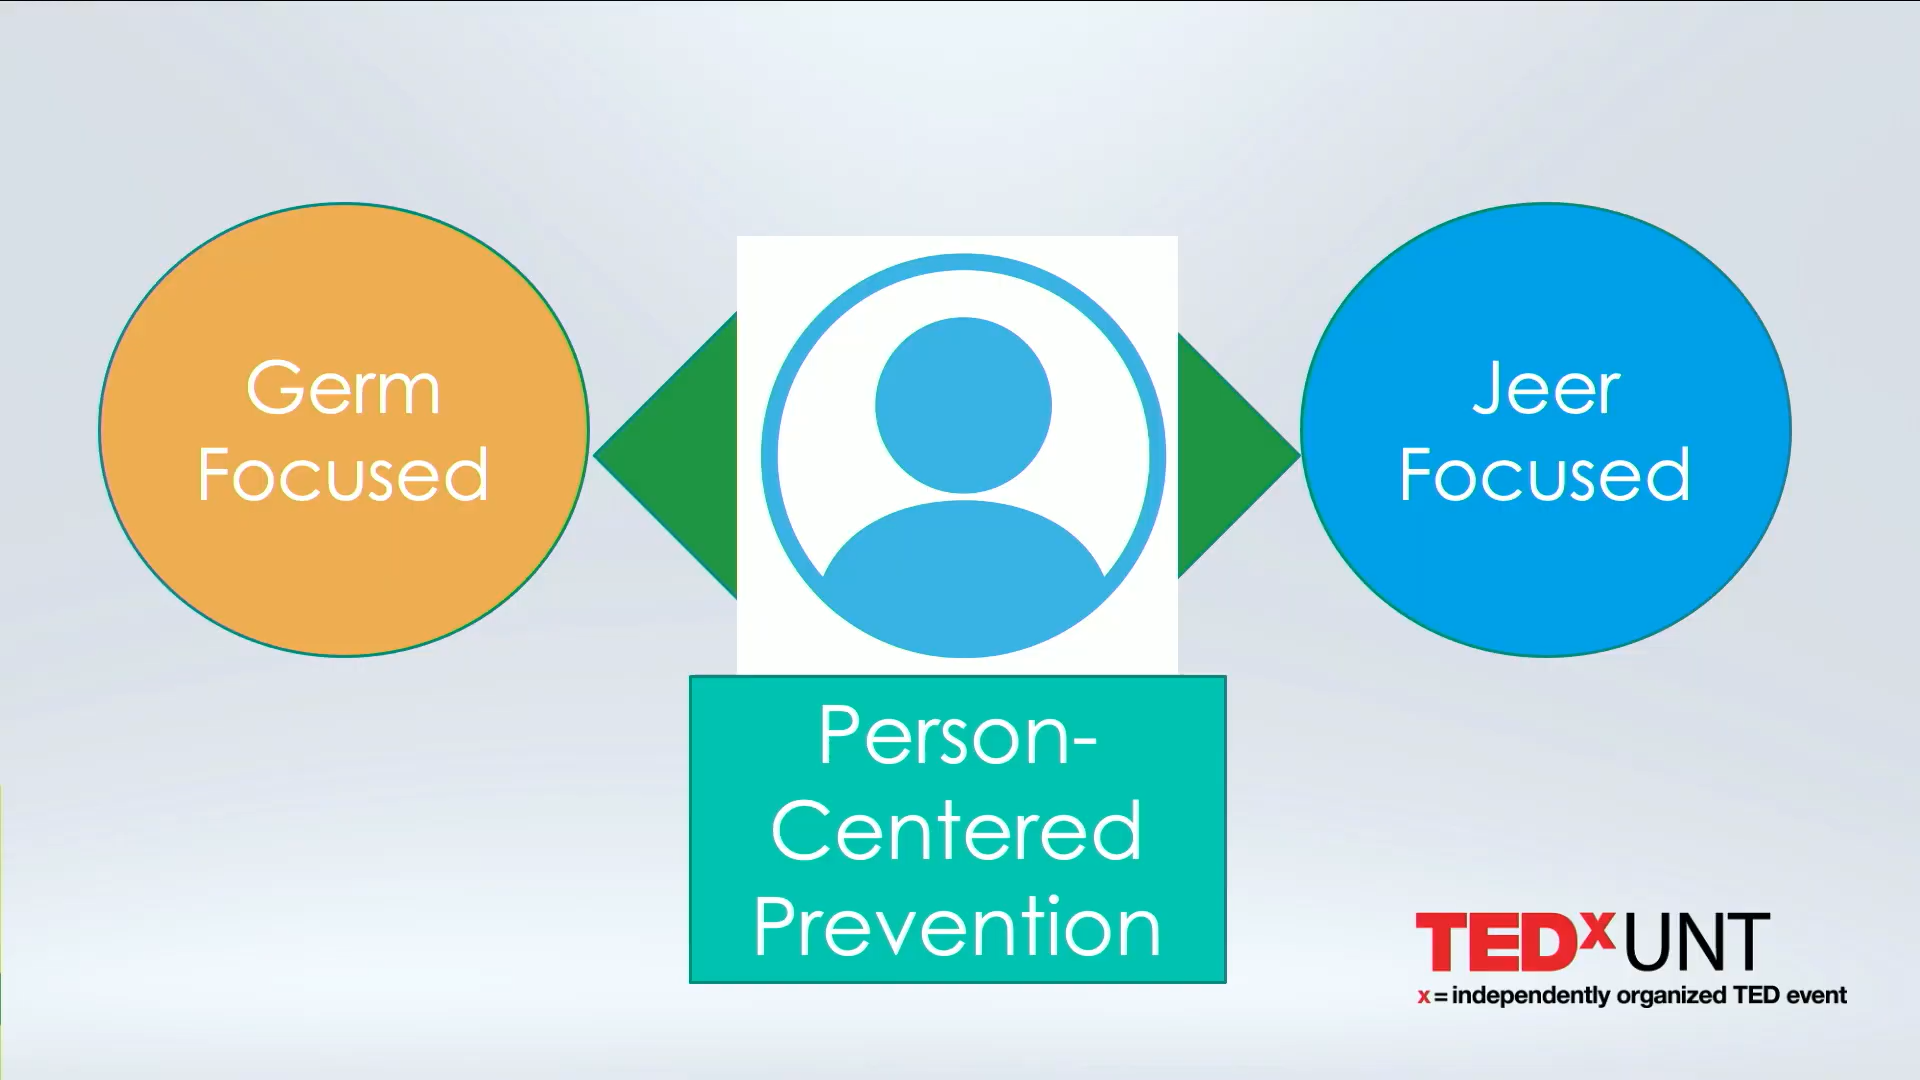 Germ
Focused
Jeer
Focused
Person-
Centered
Prevention
TEDxUNT
x = independently organized TED event